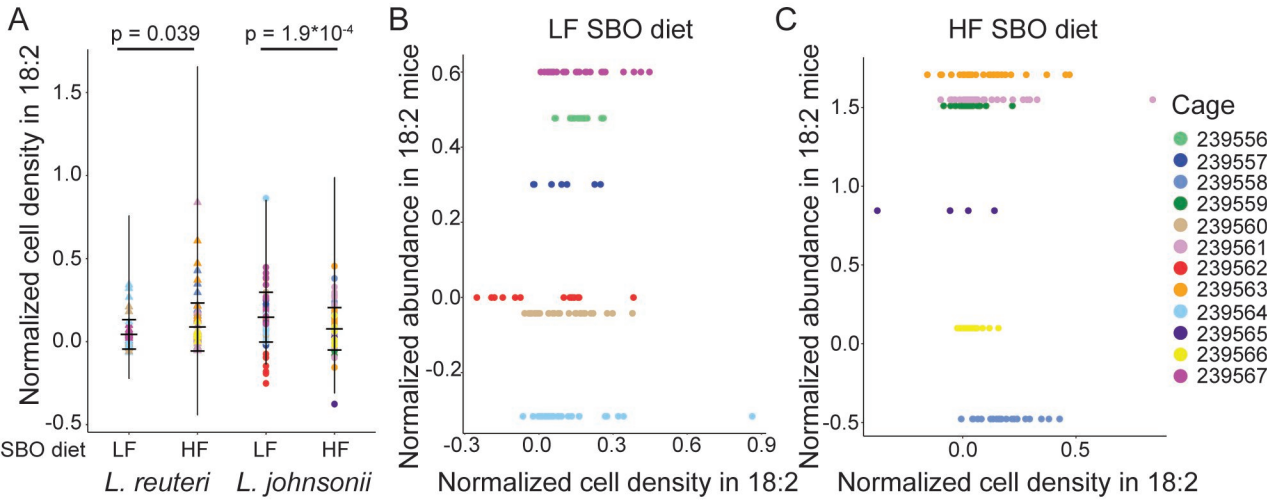 A
p = 0.039
p = 1.9*10-4
Normalized cell density in 18:2
1.5
1.0
0.5
0.0
-0.5
SBO diet
LF
HF
LF
HF
L. reuteri
L. johnsonii
B
LF SBO diet
Normalized abundance in 18:2 mice
0.6
0.4
0.2
0.0
-0.2
-0.3
0.0
0.3
0.6
0.9
Normalized cell density in 18:2
C
HF SBO diet
Normalized abundance in 18:2 mice
1.5
1.0
0.5
0.0
-0.5
0.0
0.5
Normalized cell density in 18:2
Cage
239556
239557
239558
239559
239560
239561
239562
239563
239564
239565
239566
239567